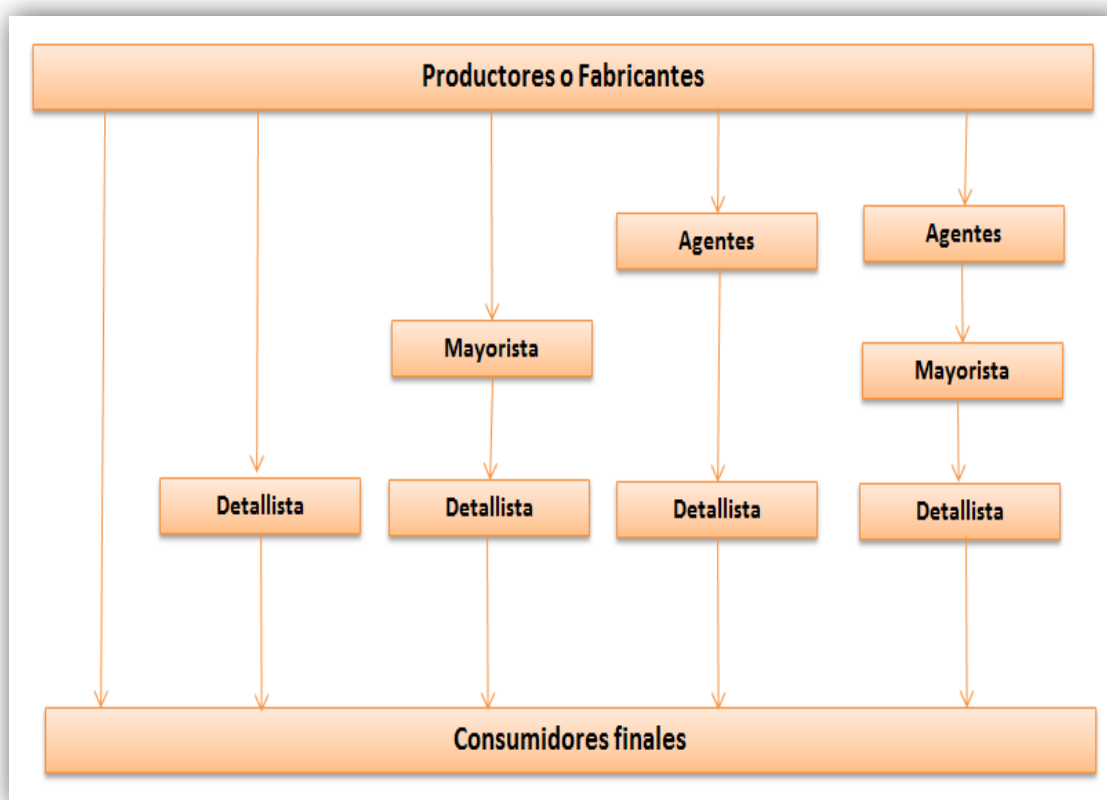 Productores o Fabricantes
Agentes
Agentes
Mayorista
Mayorista
Detallista
Detallista
Detallista
Detallista
Consumidores finales